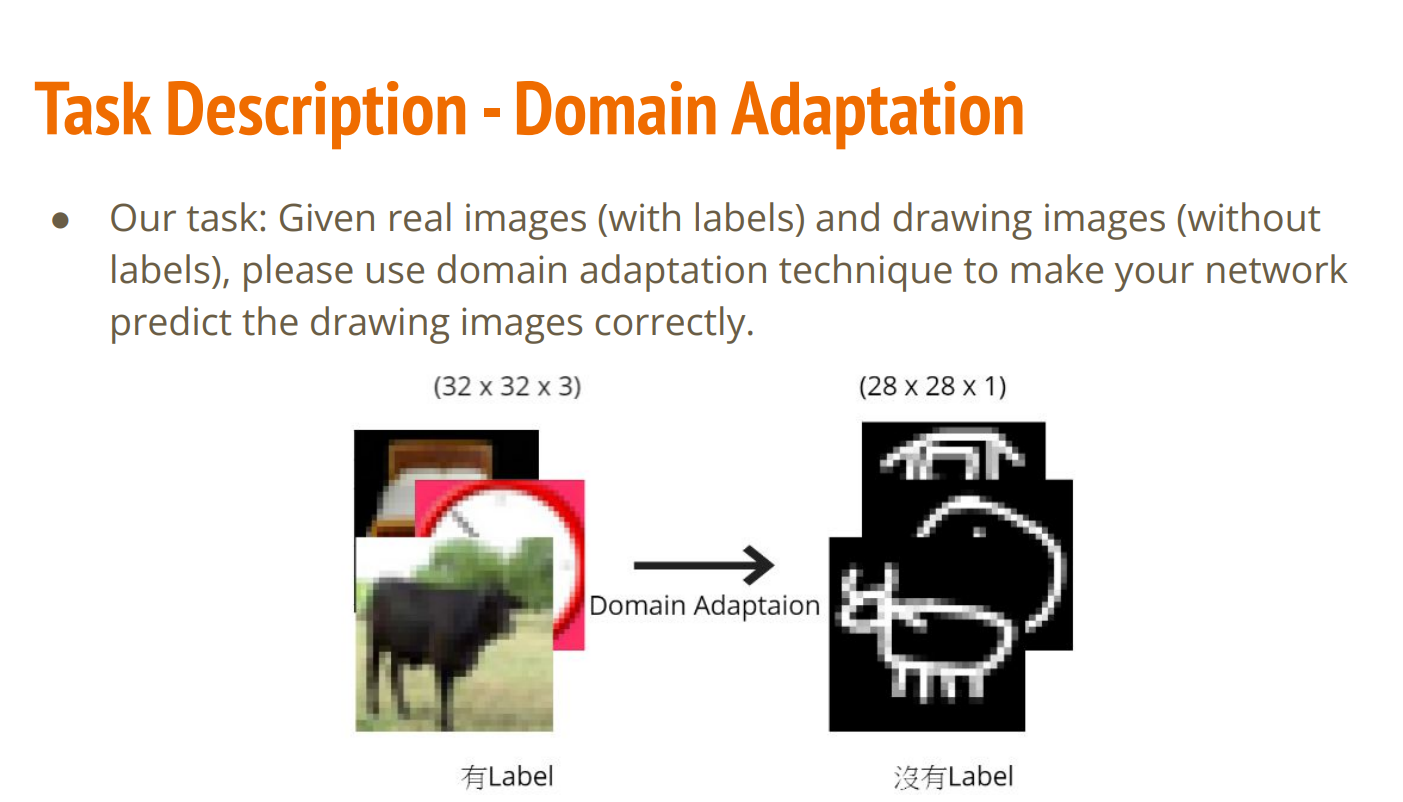 Task Description - Domain Adaptation
● Our task: Given real images (with labels) and drawing images (without
labels), please use domain adaptation technique to make your network
predict the drawing images correctly.
(32 x 32 x 3)
(28 x 28 x 1)
Domain Adaptaion
有Label
沒有Label